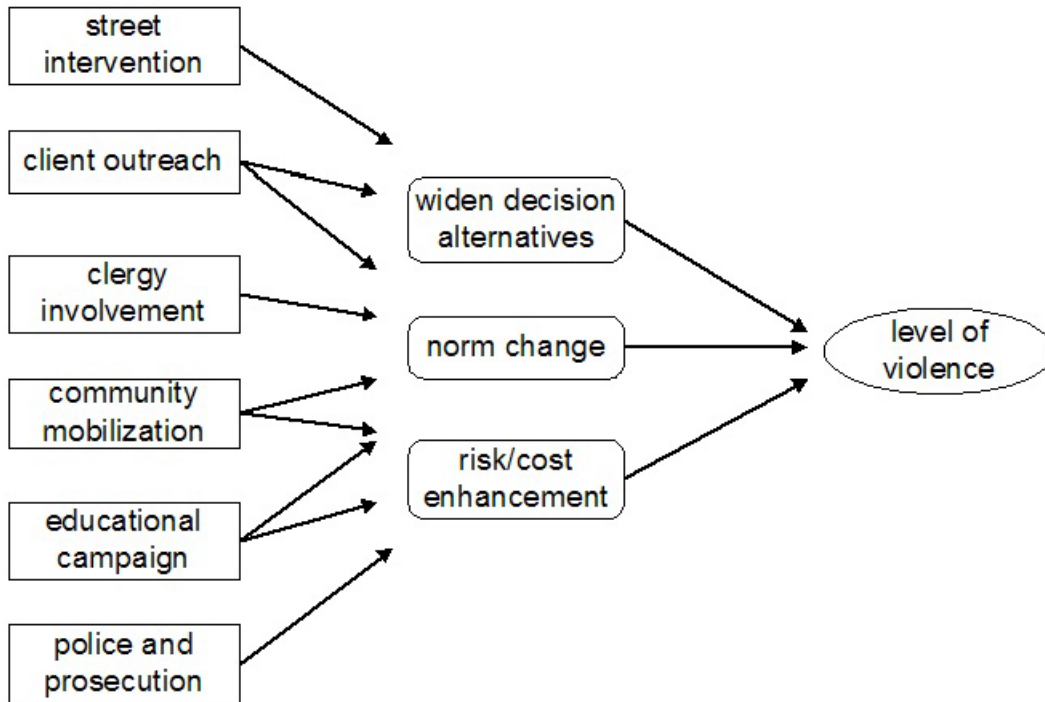 street
intervention
client outreach
clergy
involvement
community
mobilization
educational
campaign
police and
prosecution
widen decision
alternatives
norm change
risk/cost
enhancement
level of
violence